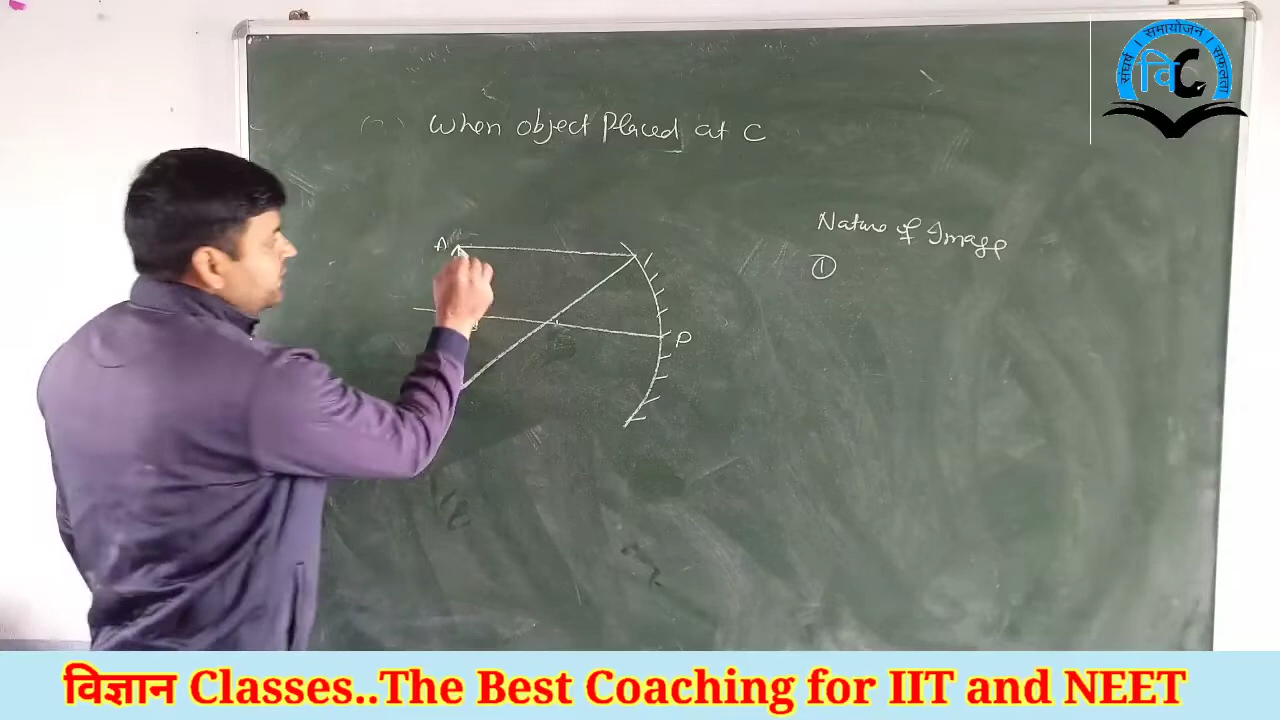 संघर्ष । समायोजन । सफलता
वि C
When object Placed at C
Nature of Image
①
A
P
विज्ञान Classes..The Best Coaching for IIT and NEET